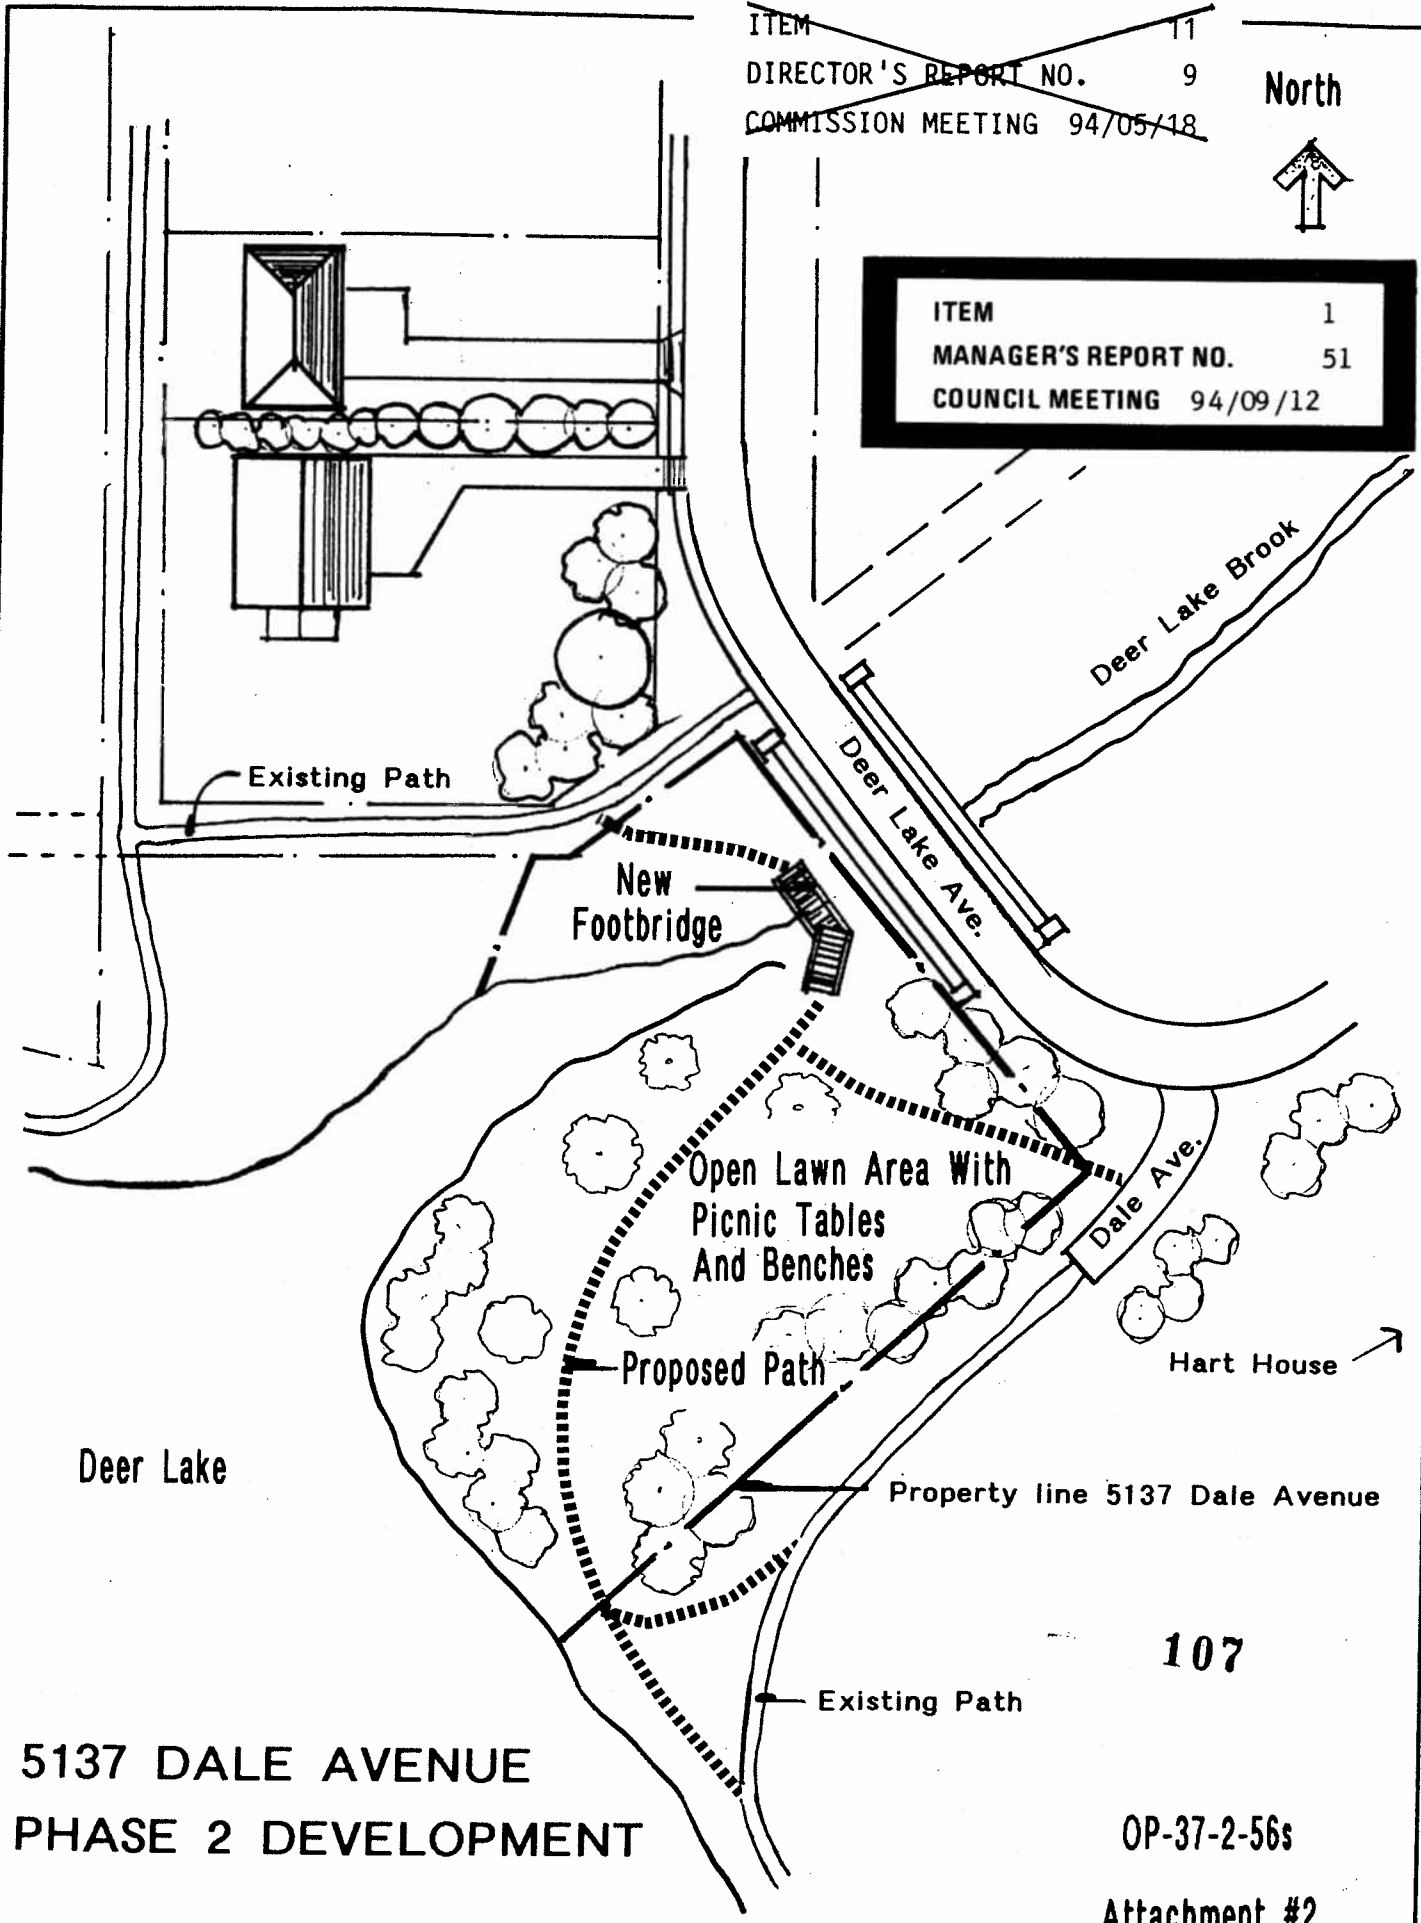 ITEM 11
DIRECTOR'S REPORT NO. 9
COMMISSION MEETING 94/05/18
North
ITEM 1
MANAGER'S REPORT NO. 51
COUNCIL MEETING 94/09/12
Deer Lake Brook
Deer Lake Ave.
Existing Path
New
Footbridge
Open Lawn Area With
Picnic Tables
And Benches
Dale Ave.
Hart House
Proposed Path
Deer Lake
Property line 5137 Dale Avenue
107
Existing Path
5137 DALE AVENUE
PHASE 2 DEVELOPMENT
OP-37-2-56s
Attachment #2